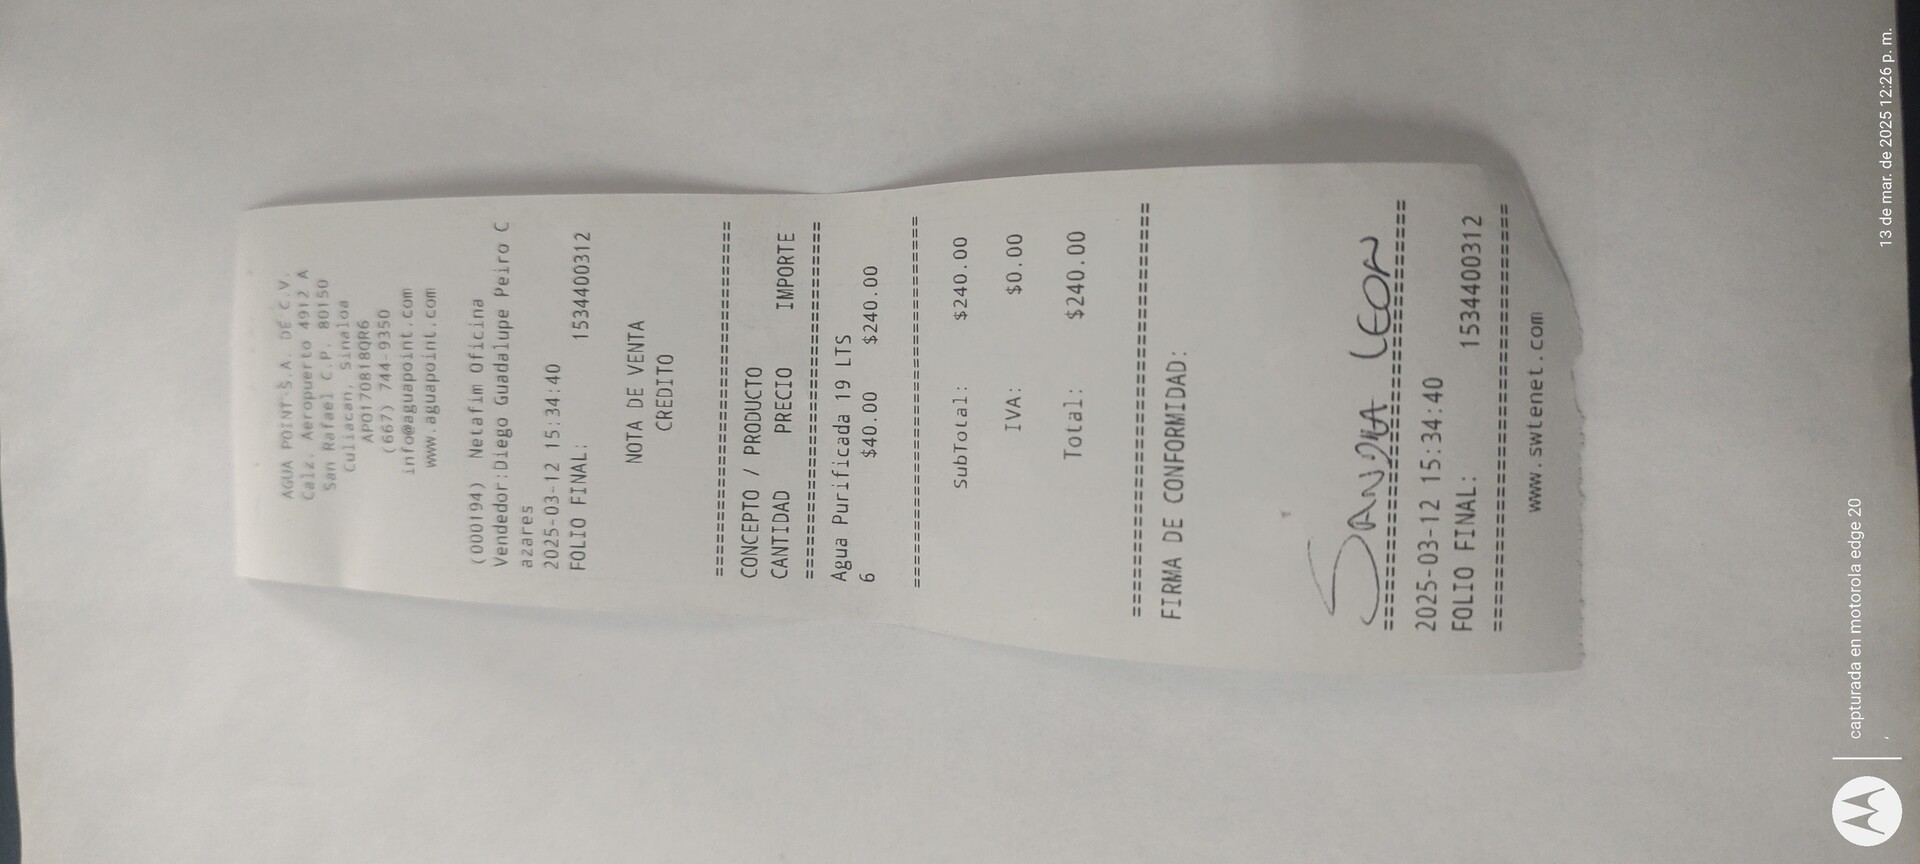 AGUA POINT S.A. DE C.V.
Calz. Aeropuerto 4912 A
San Rafael C.P. 80150
Culiacan, Sinaloa
APO170818QR6
(667) 744-9350
info@aguapoint.com
www.aguapoint.com
(000194) Netafim Oficina
Vendedor:Diego Guadalupe Peiro C
azares
2025-03-12 15:34:40
FOLIO FINAL: 1534400312
NOTA DE VENTA
CREDITO
================================
CONCEPTO / PRODUCTO
CANTIDAD PRECIO IMPORTE
================================
Agua Purificada 19 LTS
6 $40.00 $240.00
================================
SubTotal: $240.00
IVA: $0.00
Total: $240.00
================================
FIRMA DE CONFORMIDAD:
SANDRA LEON
================================
2025-03-12 15:34:40
FOLIO FINAL: 1534400312
================================
www.swtenet.com
capturada en motorola edge 20
13 de mar. de 2025 12:26 p. m.